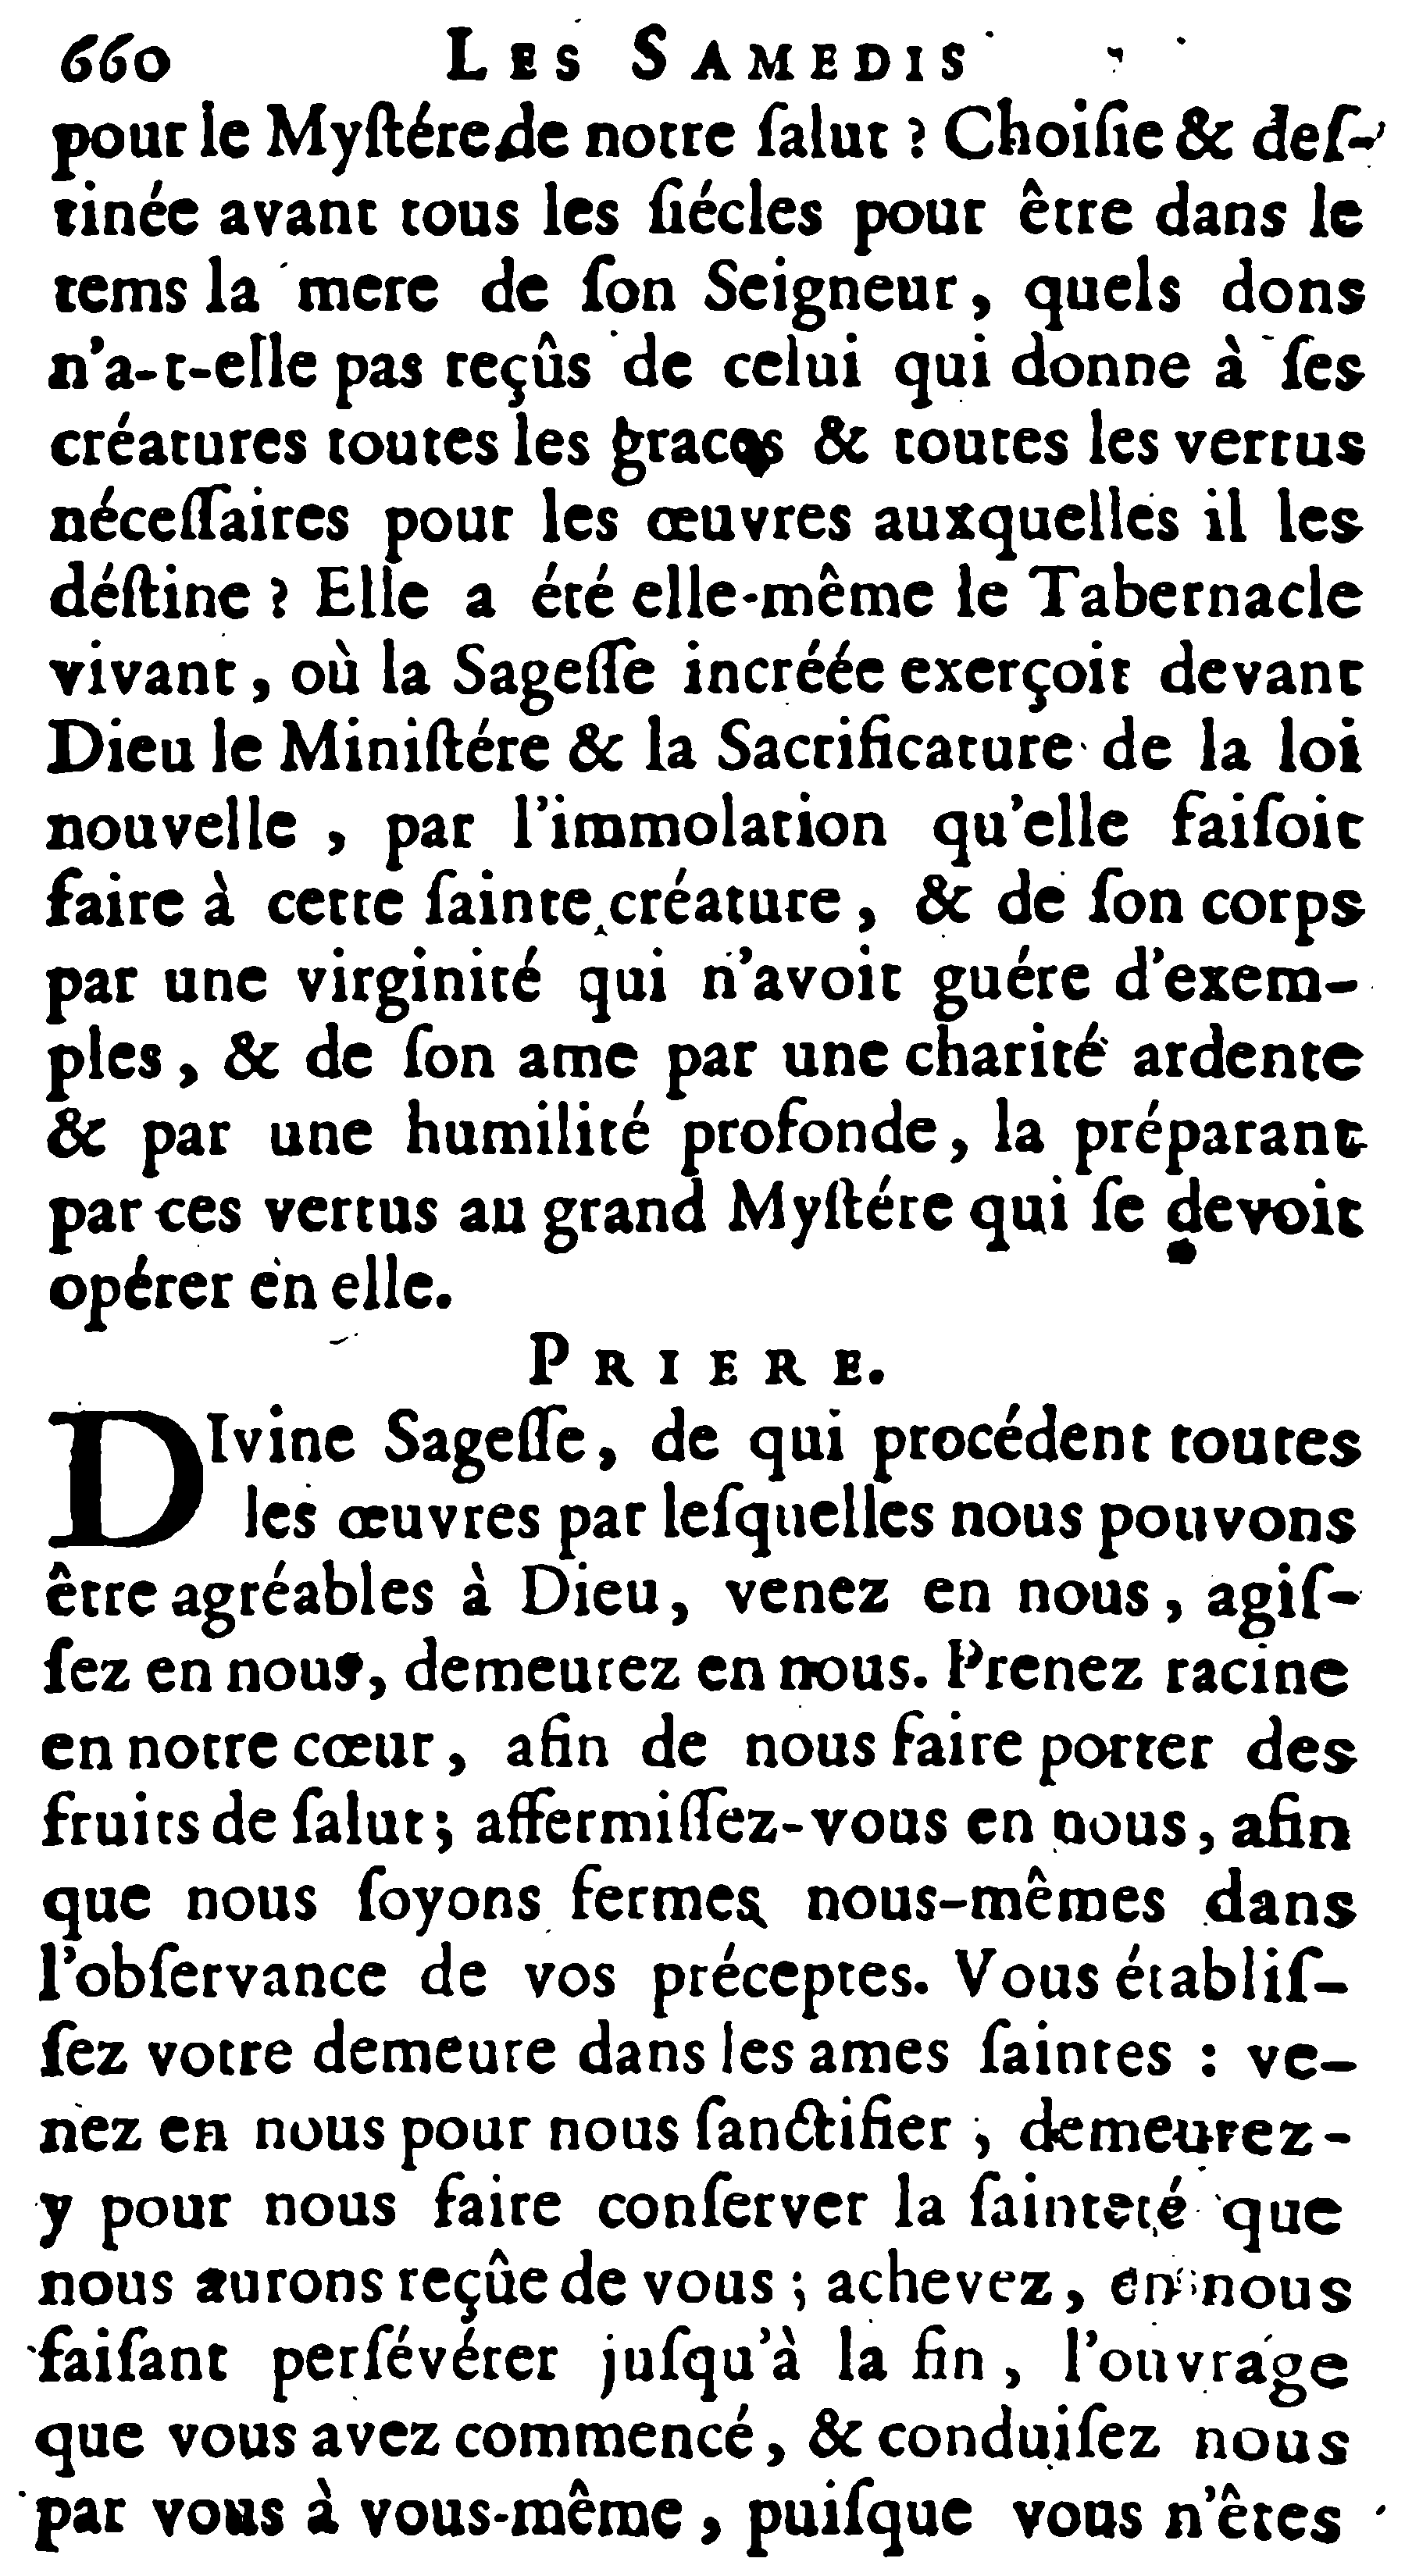 660 LES SAMEDIS
pour le Myſtére de notre ſalut ? Choiſie & deſ-
tinée avant tous les ſiécles pour être dans le
tems la mere de ſon Seigneur, quels dons
n'a-t-elle pas reçûs de celui qui donne à ſes
créatures toutes les graces & toutes les vertus
néceſſaires pour les œuvres auxquelles il les
déſtine ? Elle a été elle-même le Tabernacle
vivant, où la Sageſſe incréée exerçoit devant
Dieu le Miniſtére & la Sacrificature de la loi
nouvelle , par l'immolation qu'elle faiſoit
faire à cette ſainte créature, & de ſon corps
par une virginité qui n'avoit guére d'exem-
ples, & de ſon ame par une charité ardente
& par une humilité profonde, la préparant
par ces vertus au grand Myſtére qui ſe devoit
opérer en elle.
PRIERE.
DIvine Sageſſe, de qui procédent toutes
les œuvres par leſquelles nous pouvons
être agréables à Dieu, venez en nous, agiſ-
ſez en nous, demeurez en nous. Prenez racine
en notre cœur, afin de nous faire porter des
fruits de ſalut; affermiſſez-vous en nous, afin
que nous ſoyons fermes nous-mêmes dans
l'obſervance de vos préceptes. Vous établiſ-
ſez votre demeure dans les ames ſaintes : ve-
nez en nous pour nous ſanctifier ; demeurez-
y pour nous faire conſerver la ſainteté que
nous aurons reçûe de vous ; achevez, en nous
faiſant perſévérer juſqu'à la fin, l'ouvrage
que vous avez commencé, & conduiſez nous
par vous à vous-même, puiſque vous n'êtes